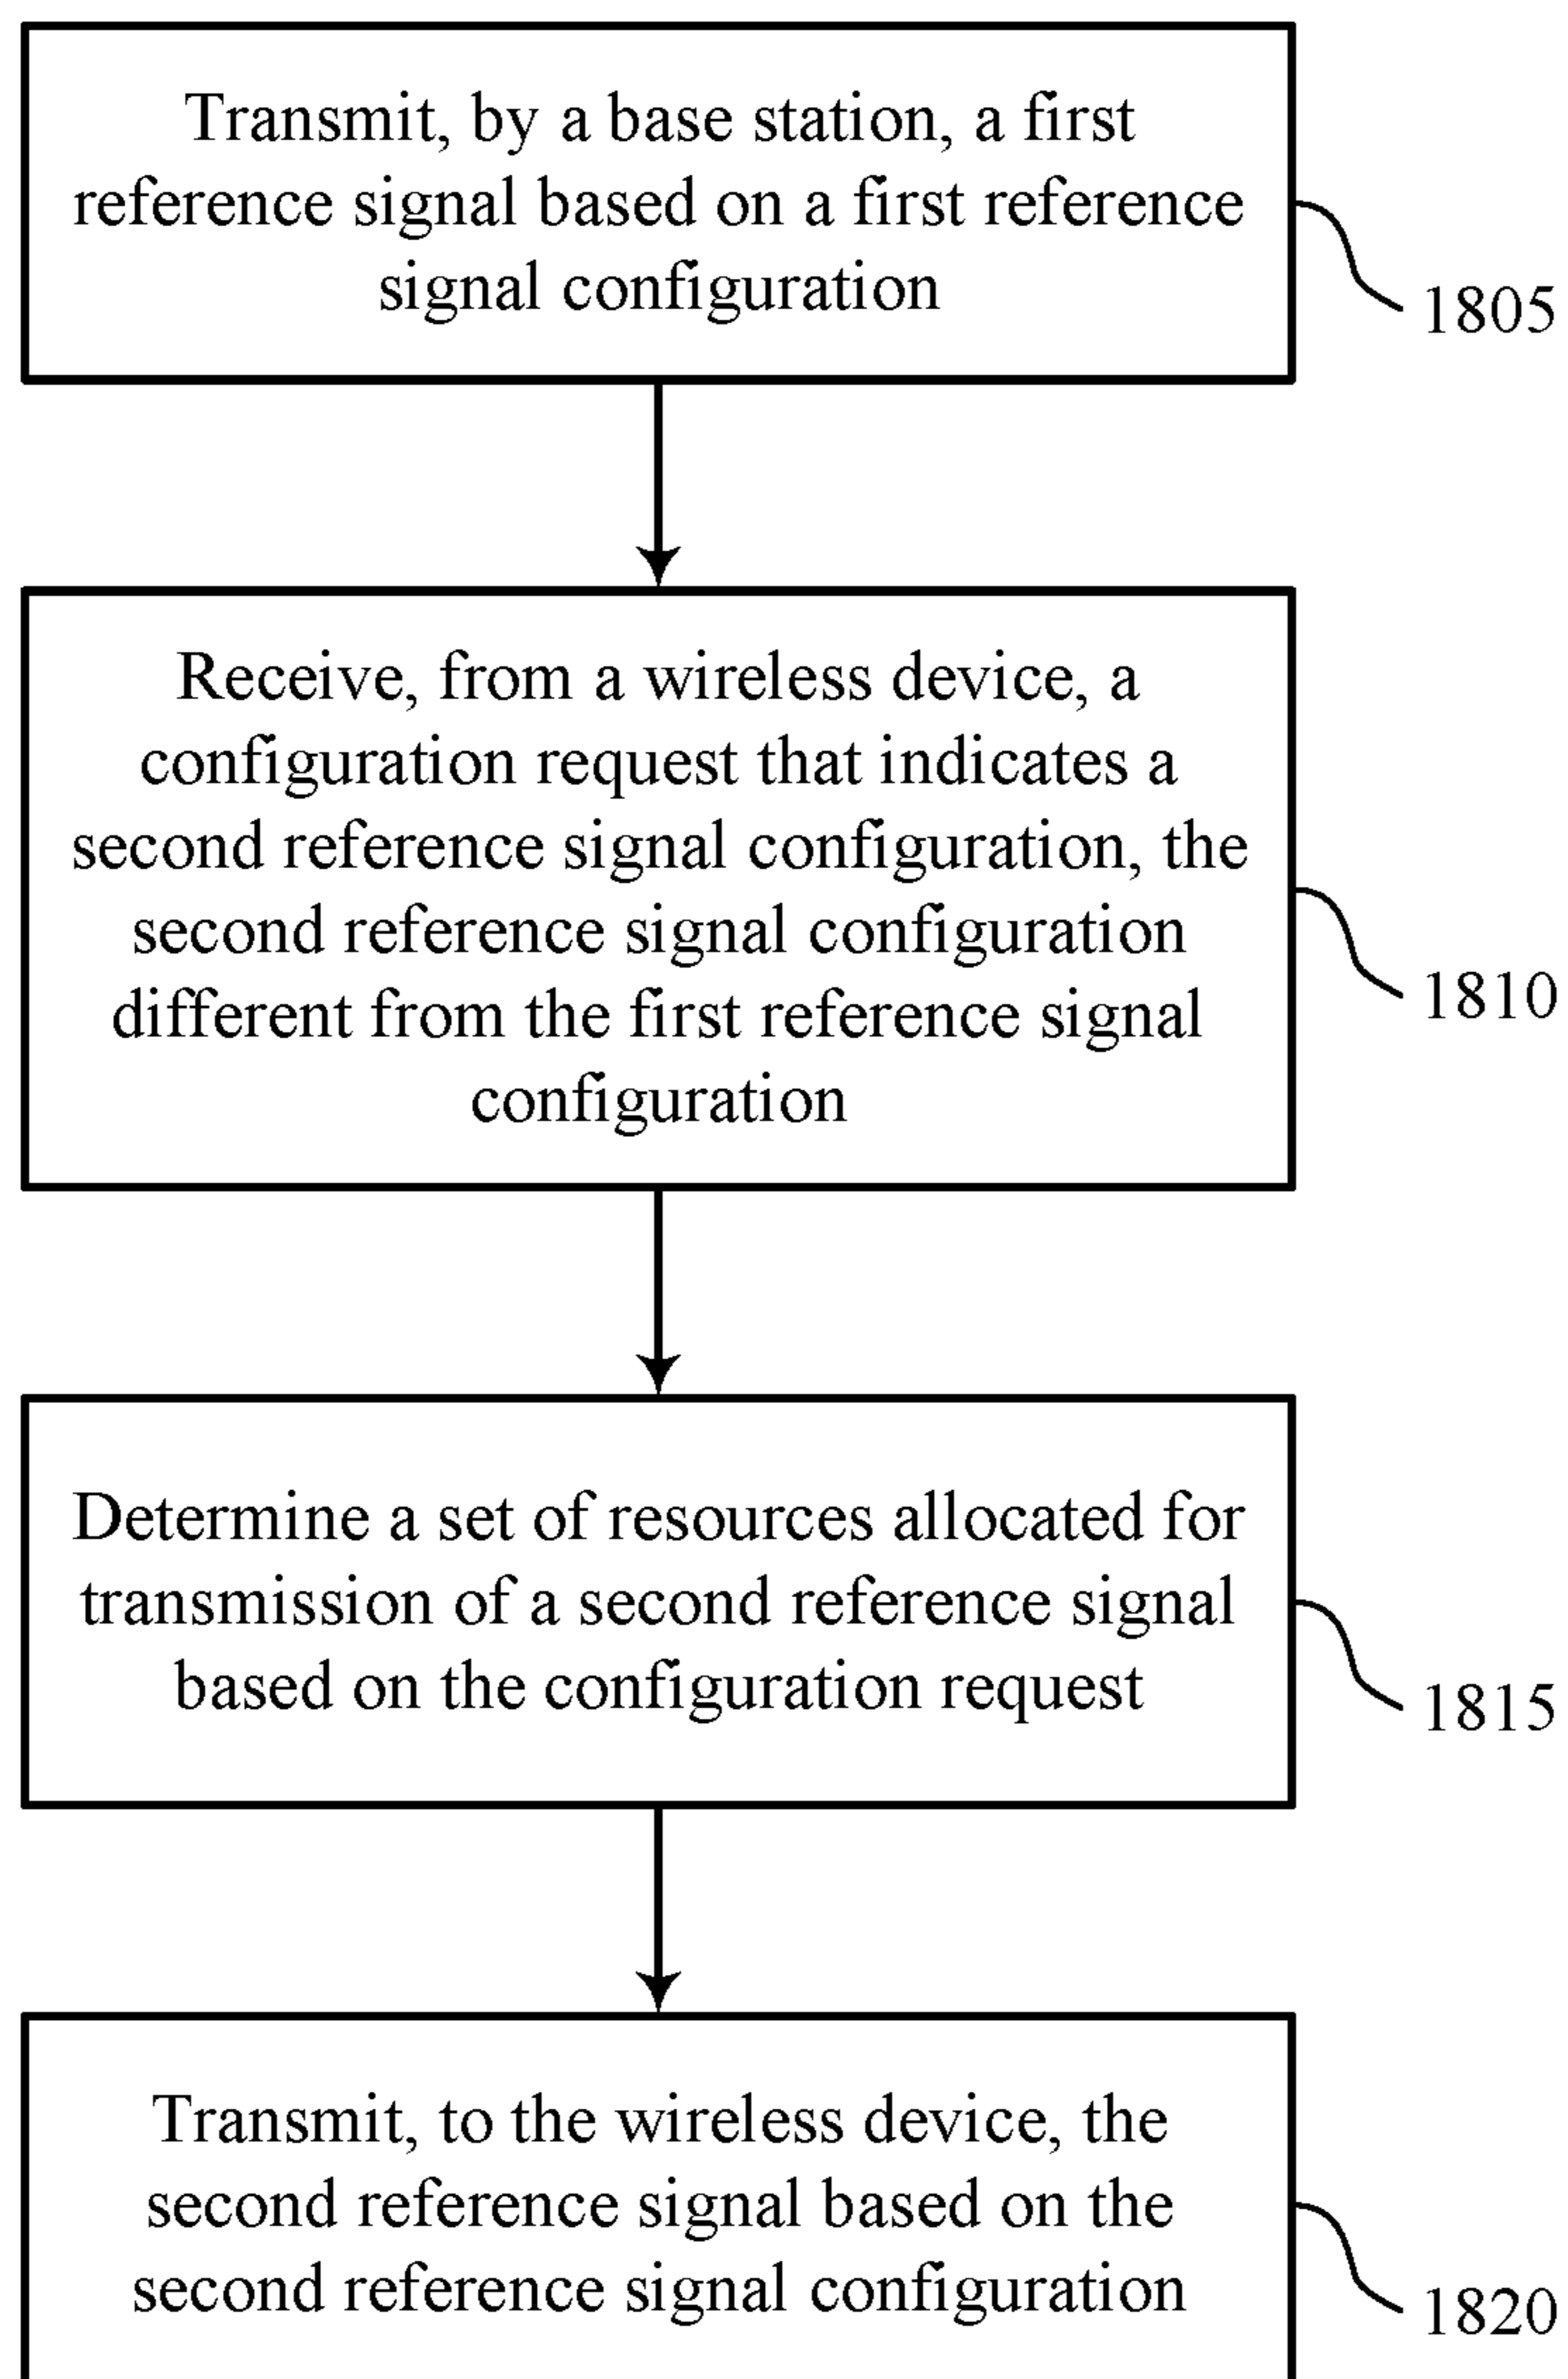 Transmit, by a base station, a first
reference signal based on a first reference
signal configuration
1805
Receive, from a wireless device, a
configuration request that indicates a
second reference signal configuration, the
second reference signal configuration
different from the first reference signal
configuration
1810
Determine a set of resources allocated for
transmission of a second reference signal
based on the configuration request
1815
Transmit, to the wireless device, the
second reference signal based on the
second reference signal configuration
1820